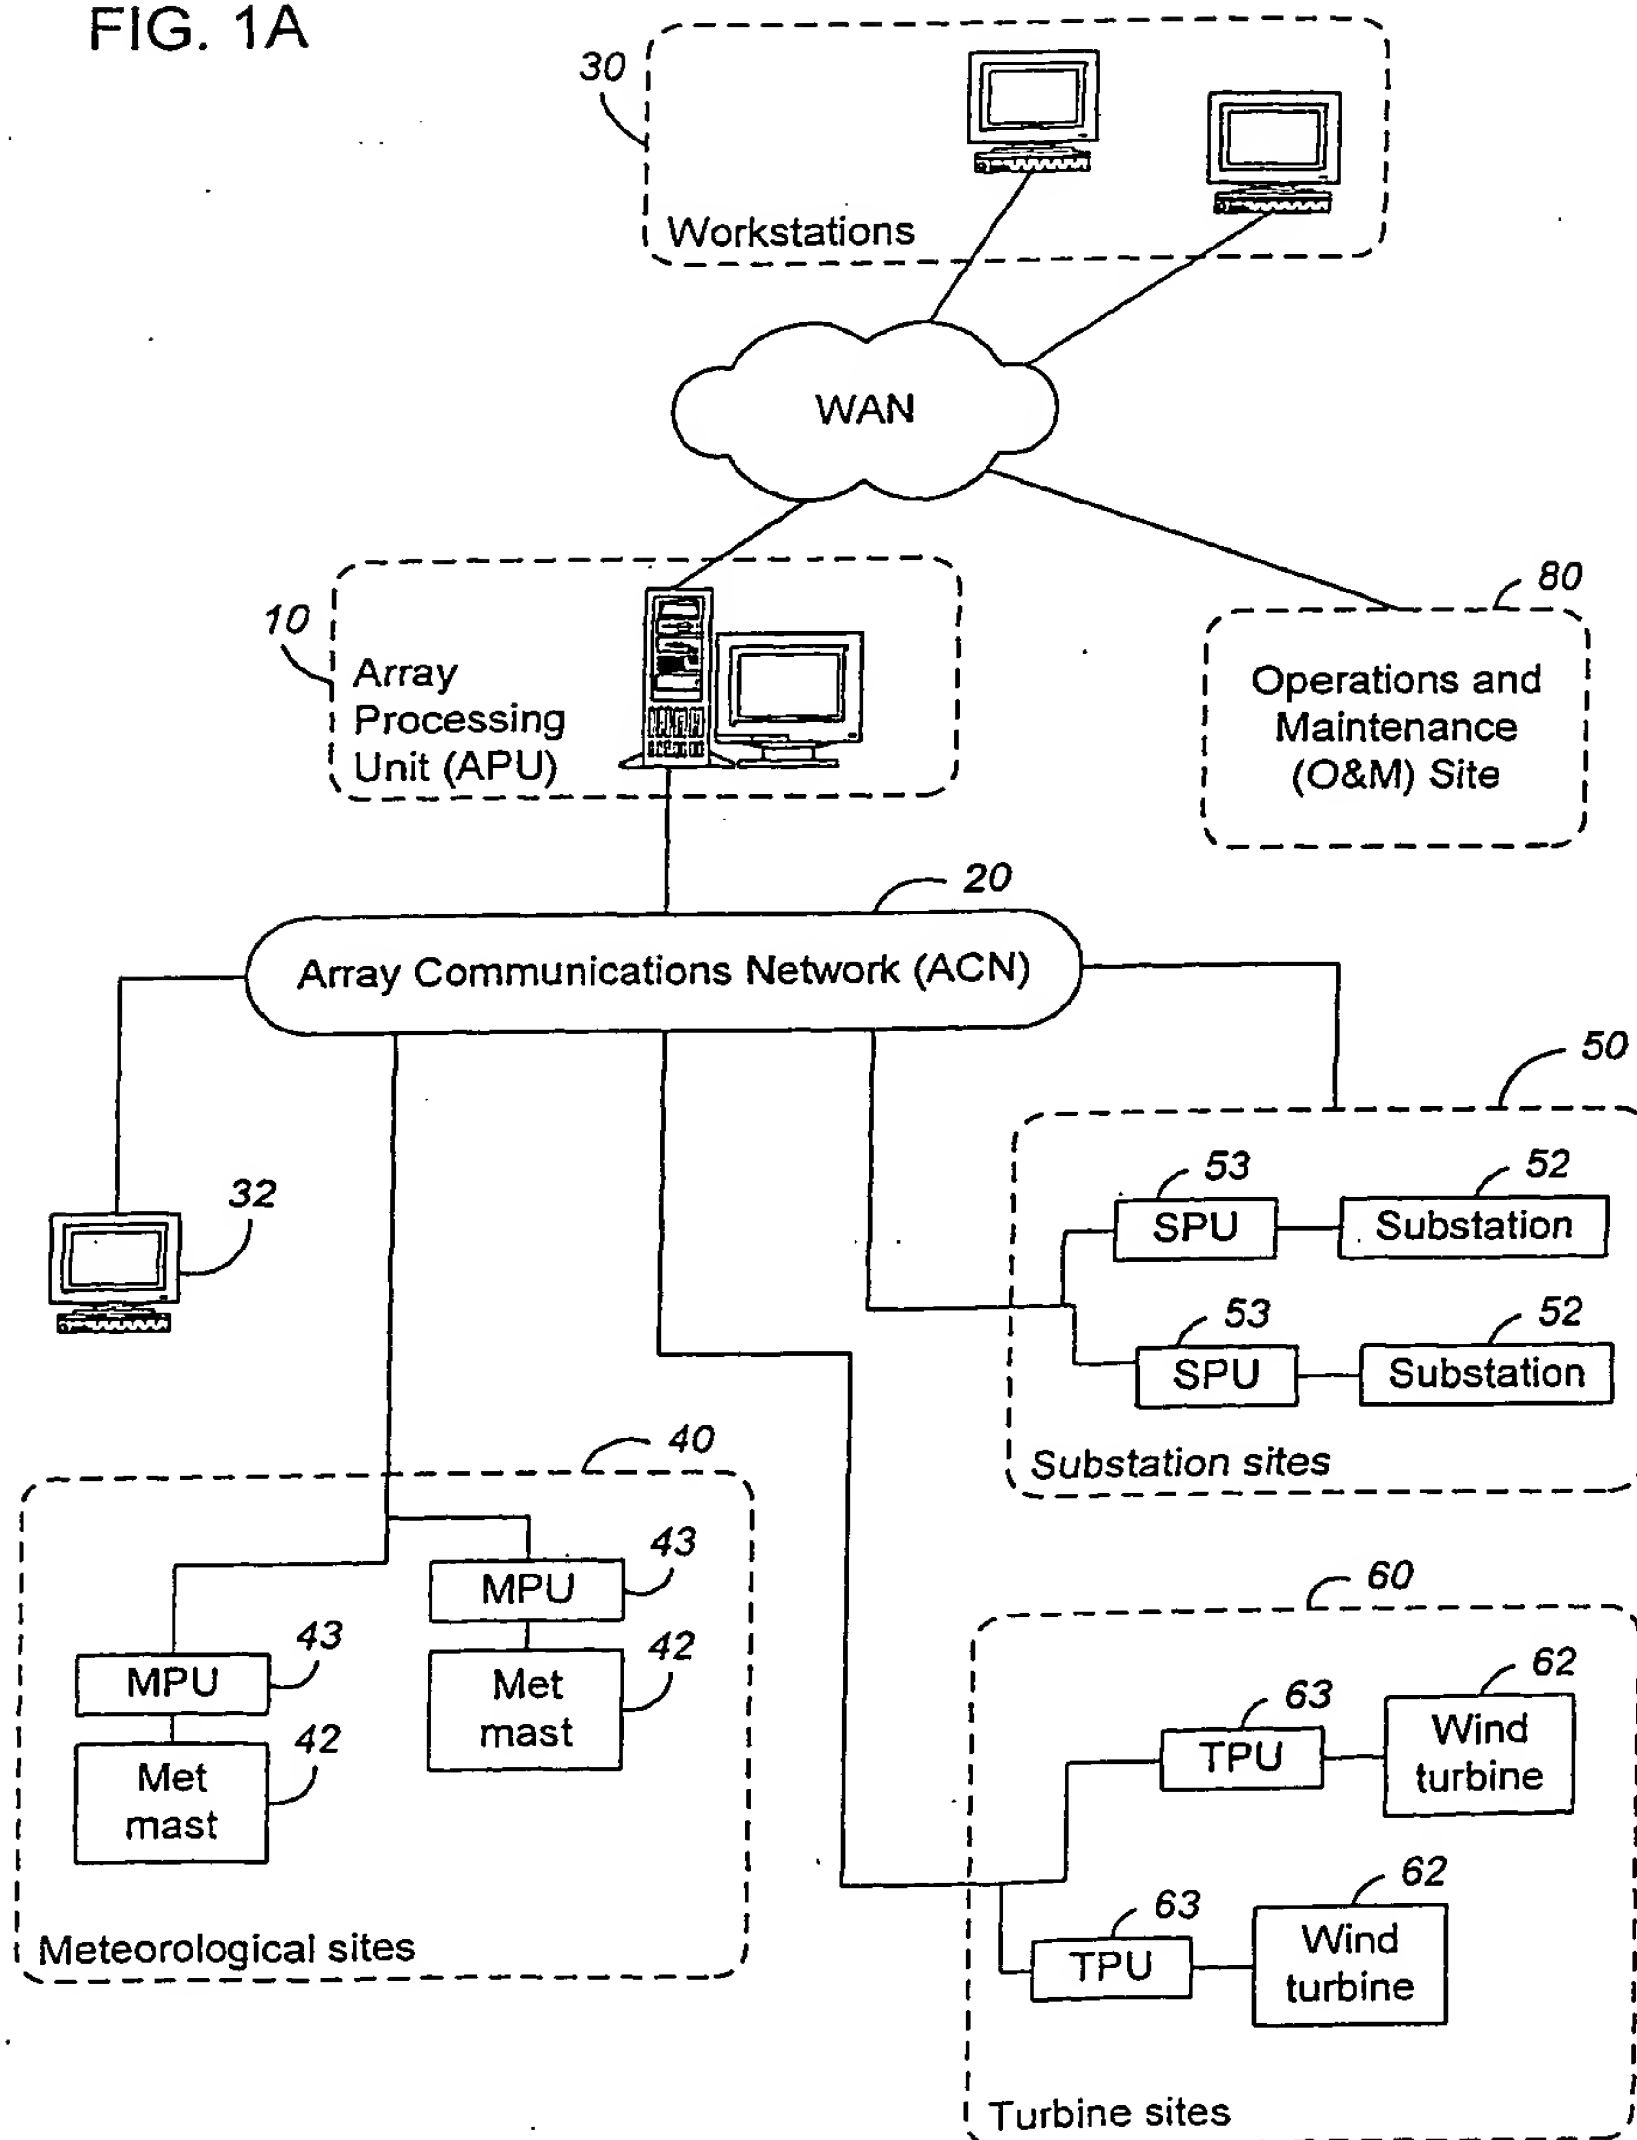 FIG. 1A
30
Workstations
WAN
10
Array
Processing
Unit (APU)
80
Operations and
Maintenance
(O&M) Site
20
Array Communications Network (ACN)
50
53
52
SPU
Substation
32
53
52
SPU
Substation
Substation sites
40
43
MPU
43
MPU
42
Met
mast
42
Met
mast
Meteorological sites
60
62
63
TPU
Wind
turbine
62
63
TPU
Wind
turbine
Turbine sites